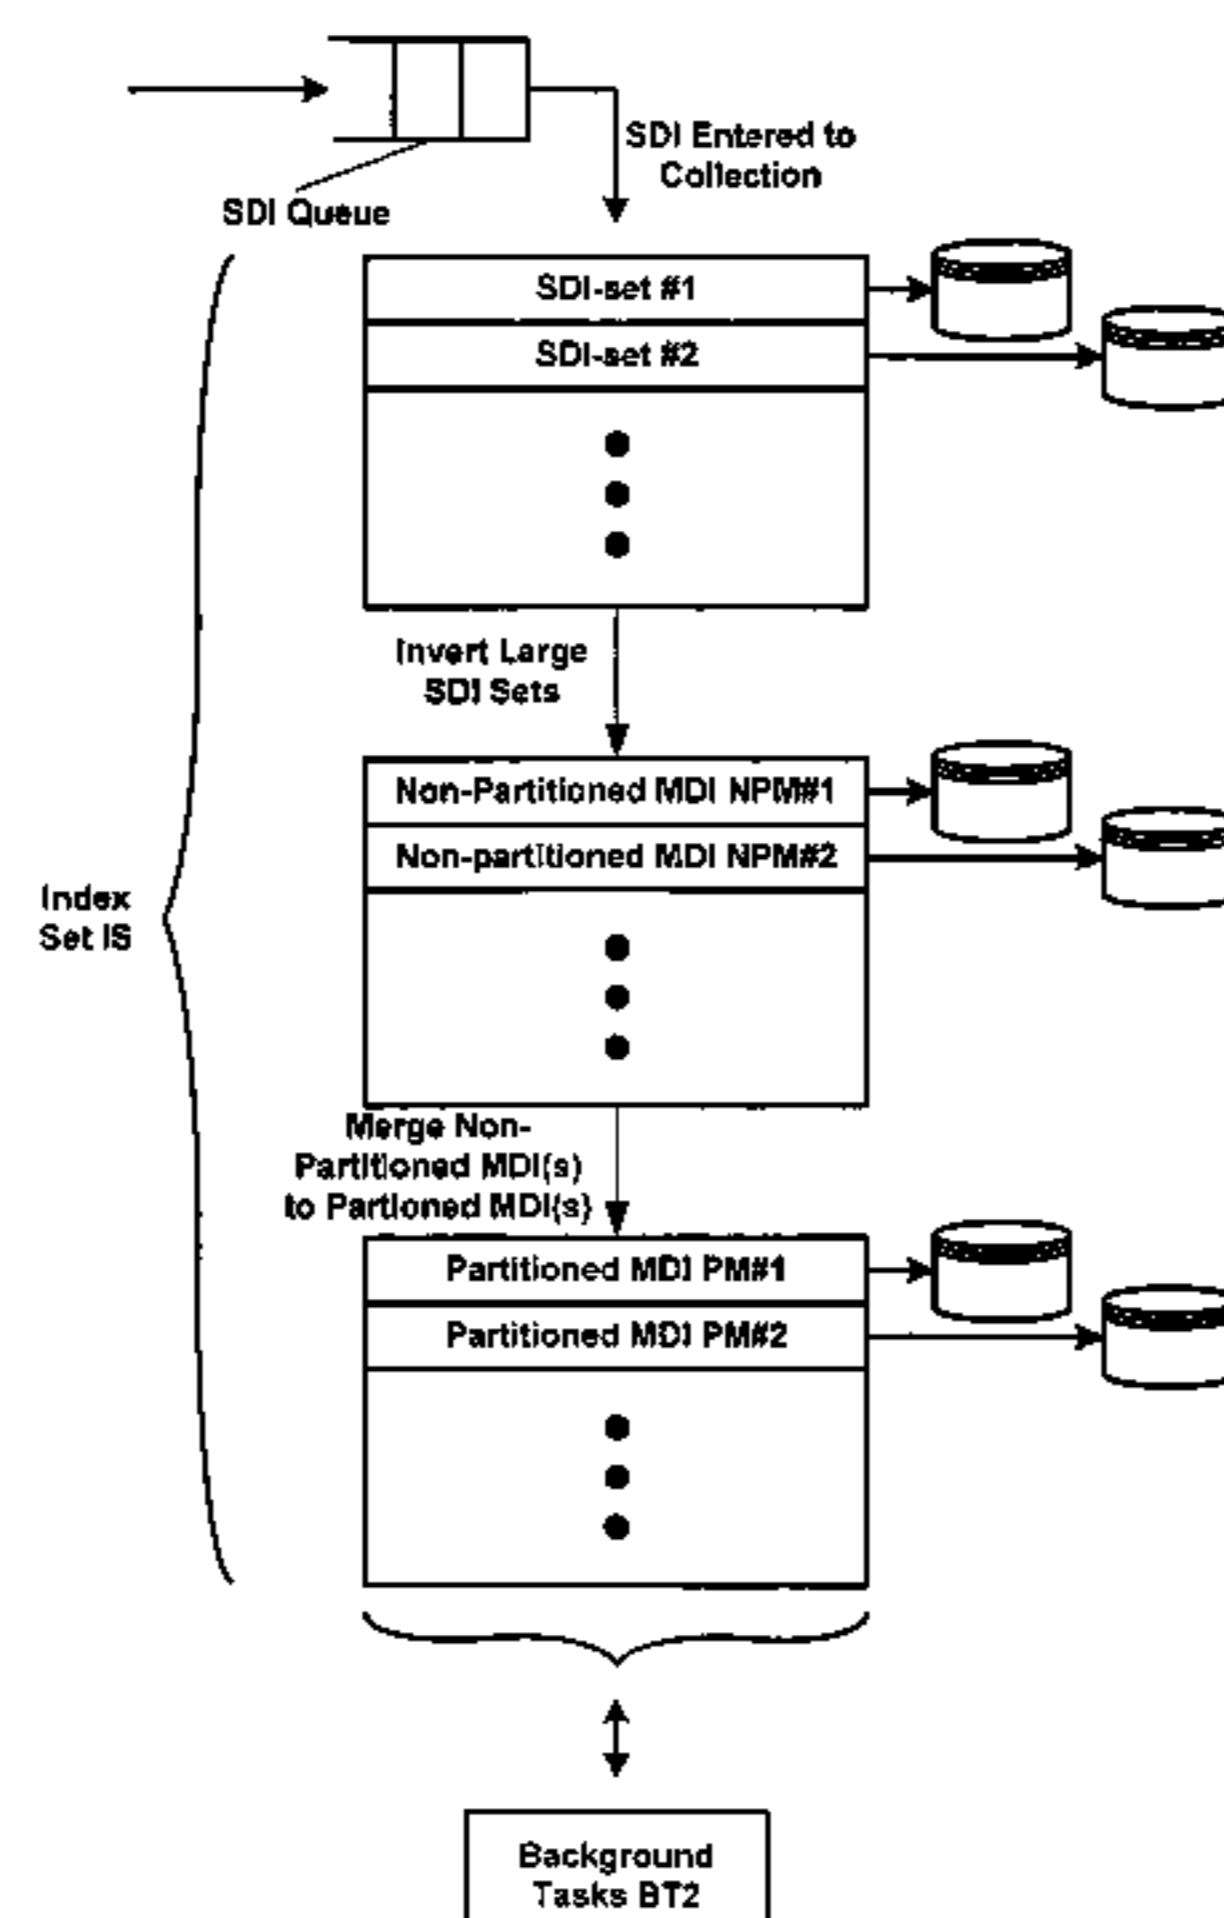 SDI Entered to
Collection
SDI Queue
SDI-set #1
SDI-set #2
Invert Large
SDI Sets
Non-Partitioned MDI NPM#1
Non-partitioned MDI NPM#2
Index
Set IS
Merge Non-
Partitioned MDI(s)
to Partioned MDI(s)
Partitioned MDI PM#1
Partitioned MDI PM#2
Background
Tasks BT2